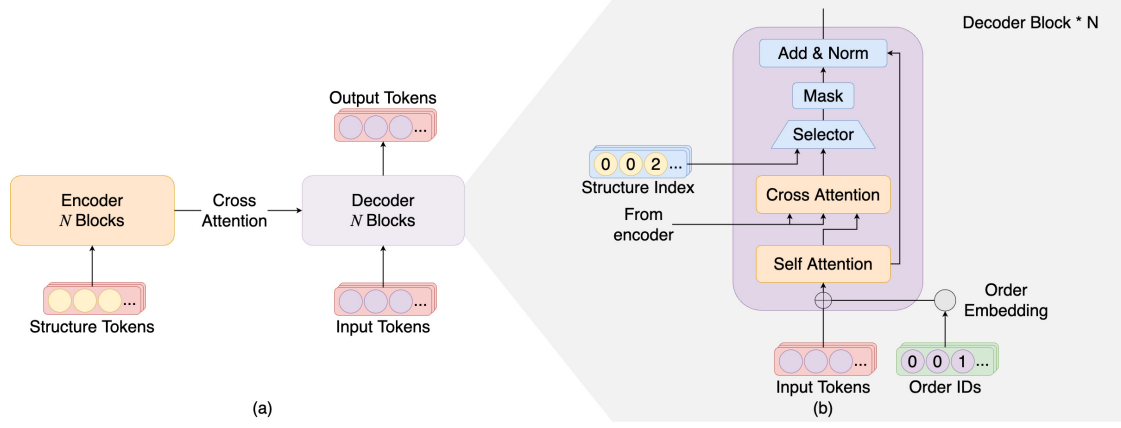 Output Tokens
...
Encoder
N Blocks
Cross
Attention
Decoder
N Blocks
...
Structure Tokens
...
Input Tokens
(a)
Decoder Block * N
Add & Norm
Mask
Selector
0 0 2 ...
Structure Index
Cross Attention
From
encoder
Self Attention
Order
Embedding
...
Input Tokens
0 0 1 ...
Order IDs
(b)